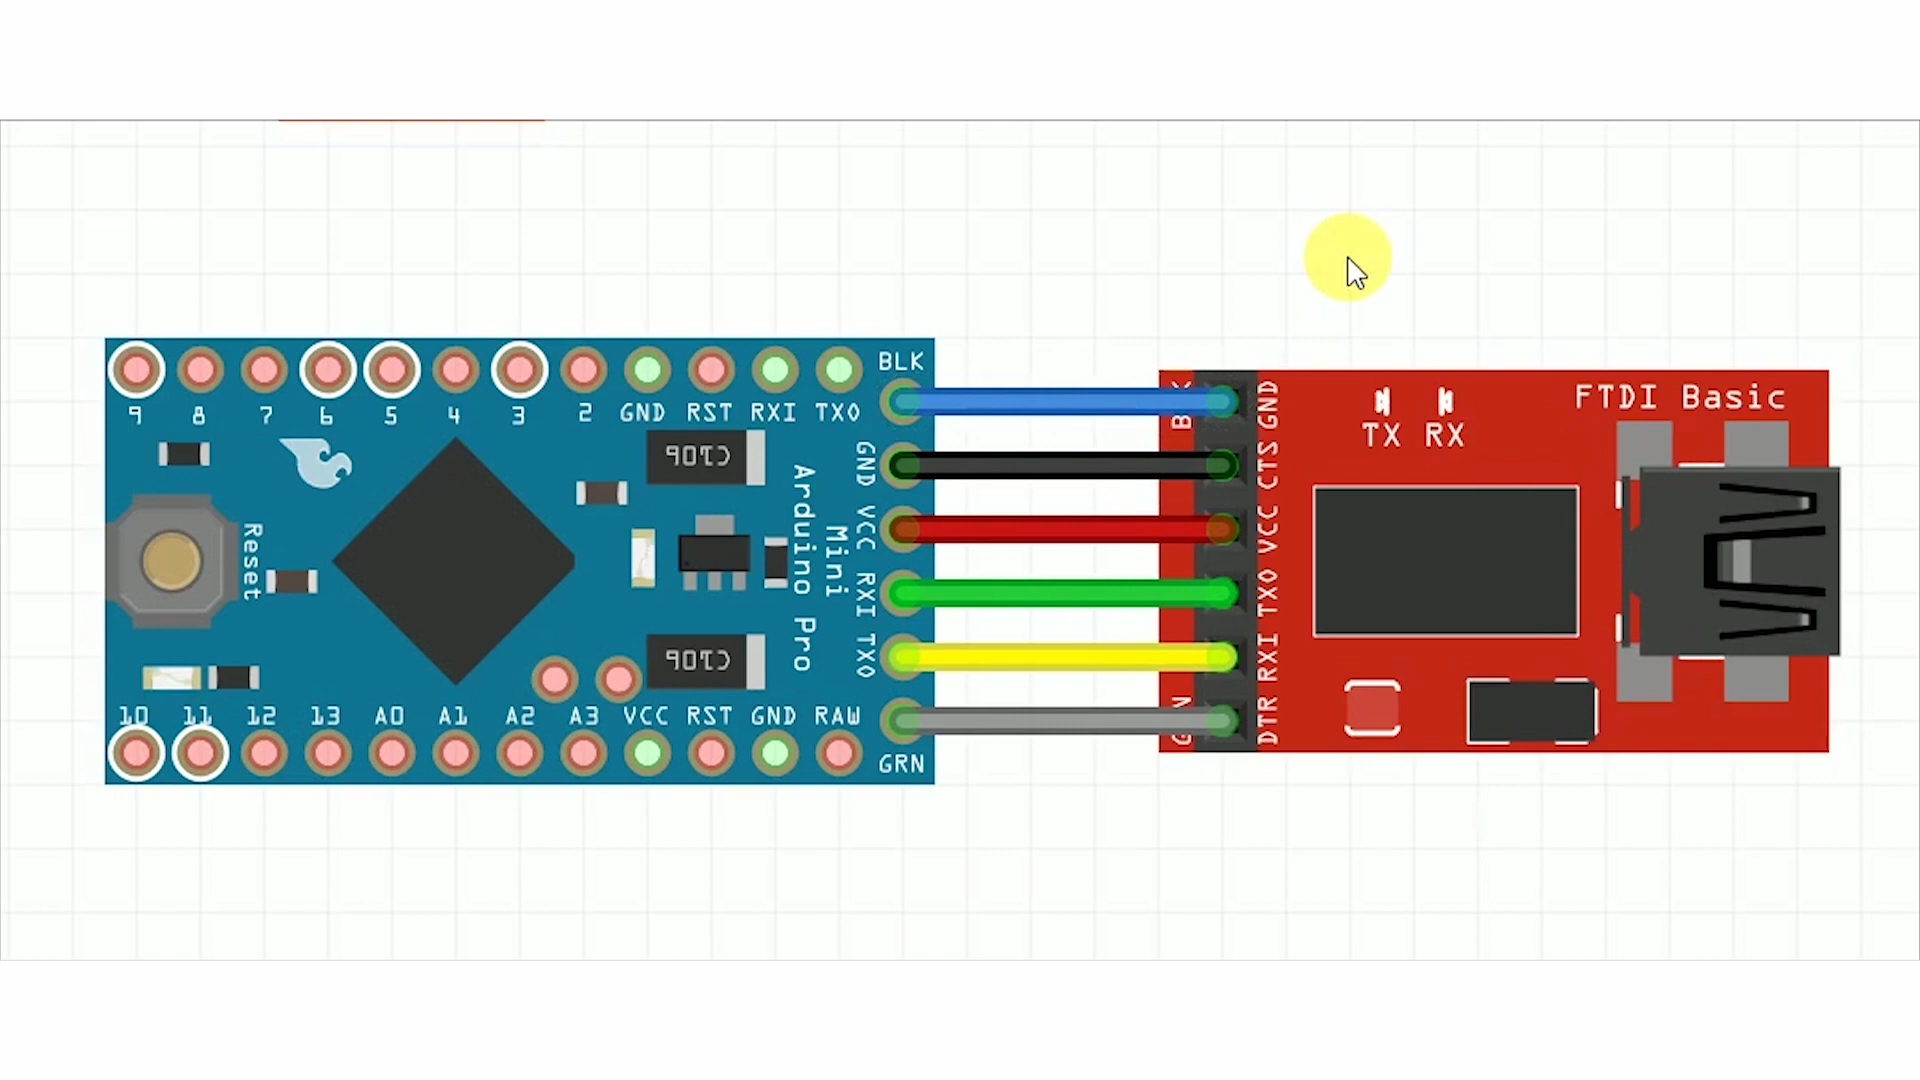 BLK
9 8 7 6 5 4 3 2 GND RST RXI TXO
GND
VCC
RXI
TXO
Arduino Pro
Mini
Reset
C106
C106
10 11 12 13 A0 A1 A2 A3 VCC RST GND RAW
GRN
GND
CTS
VCC
TXO
RXI
DTR
TX RX
FTDI Basic